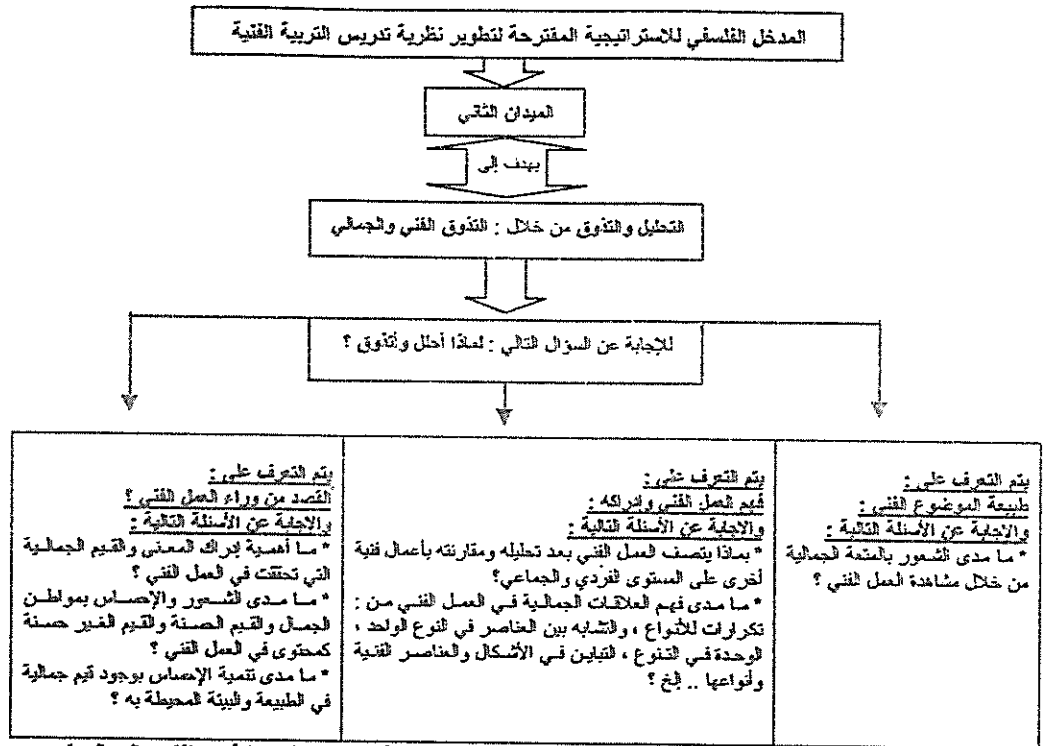 المدخل الفلسفي للاستراتيجية المقترحة لتطوير نظرية تدريس التربية الفنية
الميدان الثاني
يهدف إلى
التحليل والتذوق من خلال : التذوق الفني والجمالي
للإجابة عن السؤال التالي : لماذا أحلل وأتذوق ؟
يتم التعرف على :
طبيعة الموضوع الفني :
والاجابة عن الأسئلة التالية :
* ما مدى الشعور بالمتعة الجمالية
من خلال مشاهدة العمل الفني ؟
يتم التعرف على :
فهم العمل الفني وادراكه :
والاجابة عن الأسئلة التالية :
* بماذا يتصف العمل الفني بعد تحليله ومقارنته بأعمال فنية
أخرى على المستوى الفردي والجماعي؟
* ما مدى فهم العلاقات الجمالية في العمل الفني من :
تكرارات للأنواع ، والتشابه بين العناصر في النوع الواحد ،
الوحدة في التنوع ، التباين في الأشكال والعناصر الفنية
وأنواعها .. إلخ ؟
يتم التعرف على :
القصد من وراء العمل الفني ؟
والاجابة عن الأسئلة التالية :
* ما أهمية إدراك المعنى والقيم الجمالية
التي تحققت في العمل الفني ؟
* ما مدى الشعور والإحساس بمواطن
الجمال والقيم الحسنة والقيم الغير حسنة
كمحتوى في العمل الفني ؟
* ما مدى تنمية الإحساس بوجود قيم جمالية
في الطبيعة والبيئة المحيطة به ؟